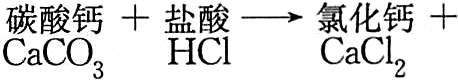 碳酸钙 + 盐酸 ⟶ 氯化钙 +
CaCO₃ HCl CaCl₂